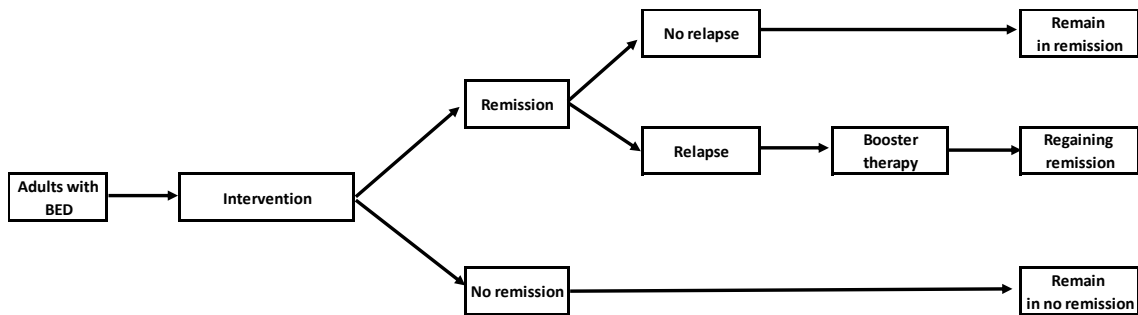 No relapse
Remain
in remission
Remission
Relapse
Booster
therapy
Regaining
remission
Adults with
BED
Intervention
No remission
Remain
in no remission